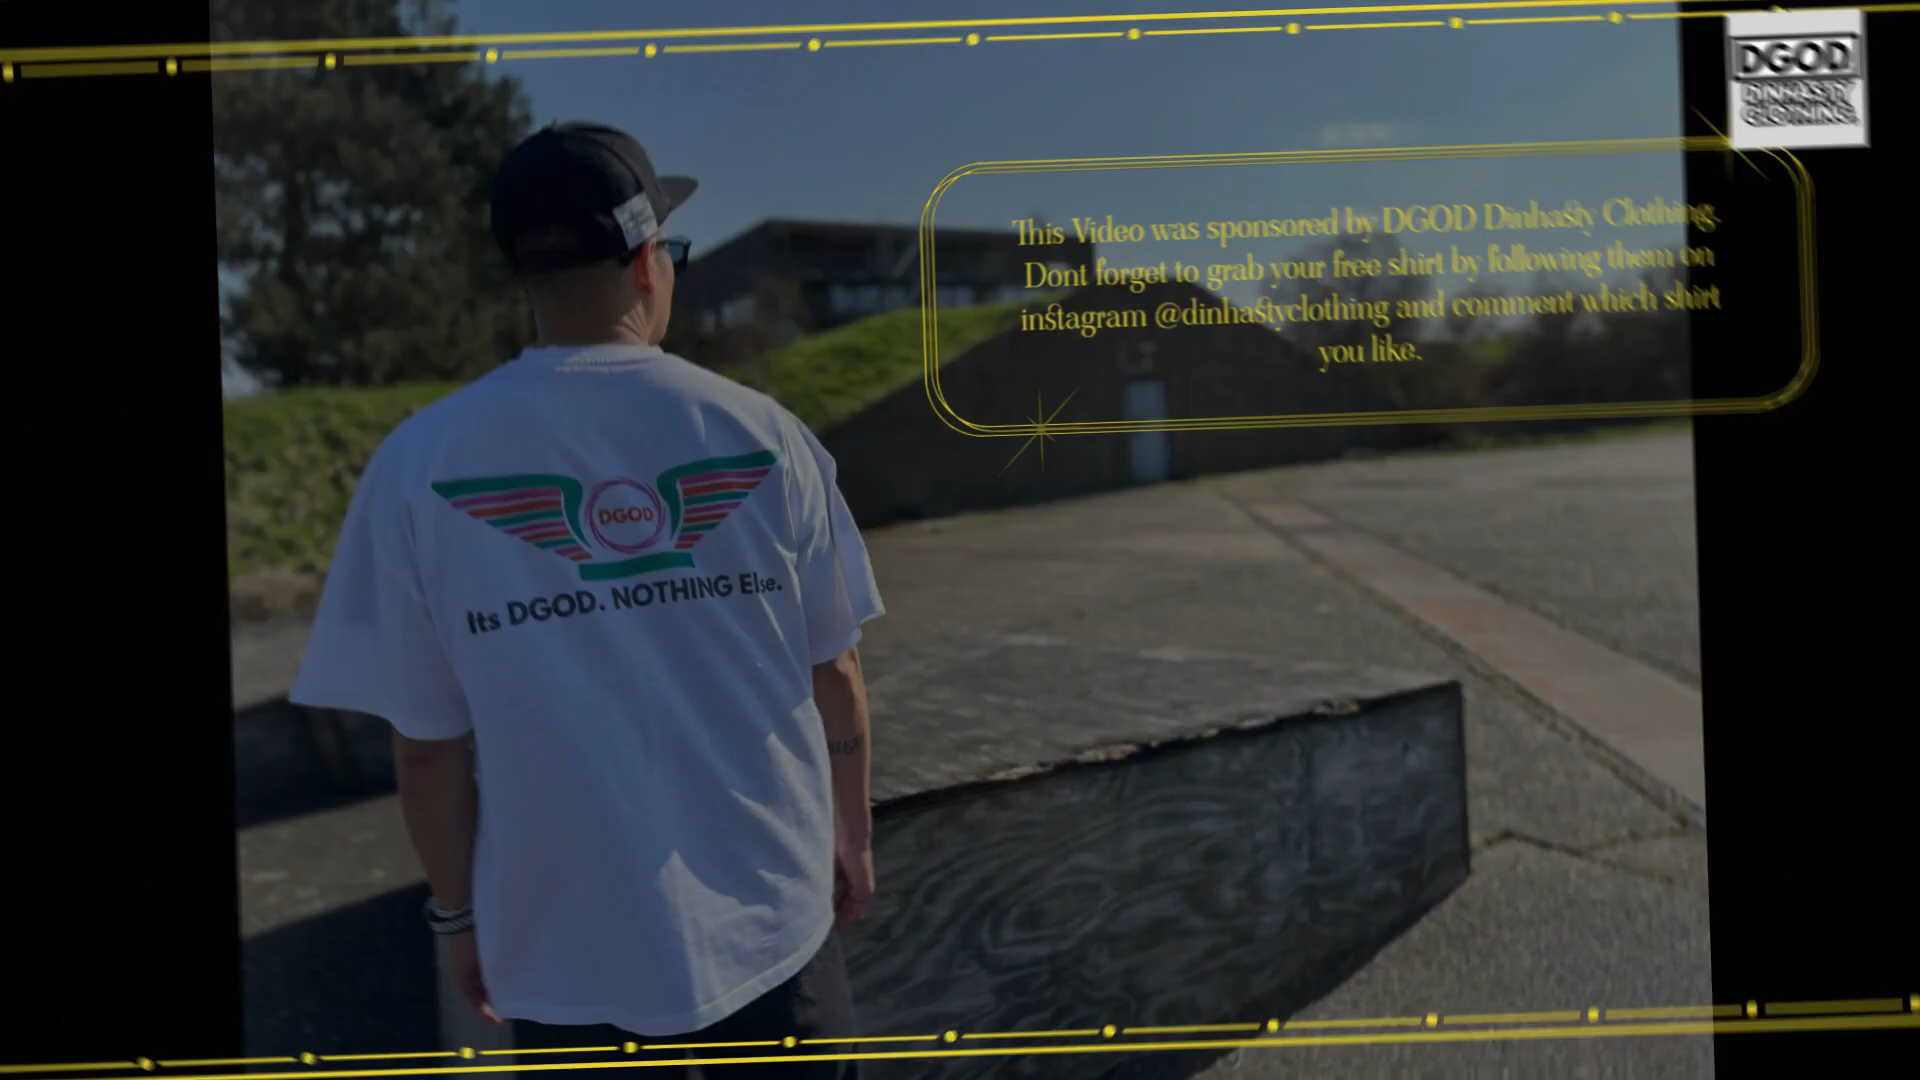 DGOD.
DINHASTY
CLOTHING.
This Video was sponsored by DGOD Dinhasty Clothing.
Dont forget to grab your free shirt by following them on
instagram @dinhastyclothing and comment which shirt
you like.
DGOD
Its DGOD. NOTHING Else.